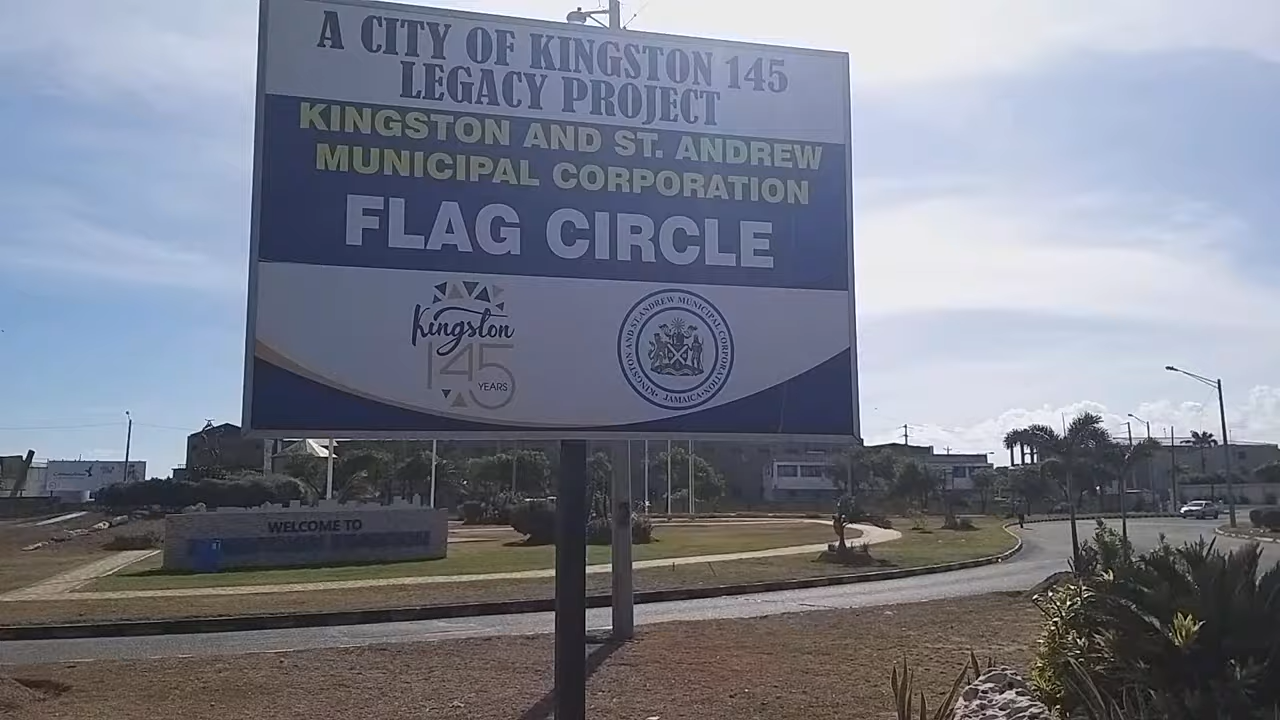 A CITY OF KINGSTON 145
LEGACY PROJECT
KINGSTON AND ST. ANDREW
MUNICIPAL CORPORATION
FLAG CIRCLE
Kingston
145
YEARS
KINGSTON AND ST. ANDREW MUNICIPAL CORPORATION
JAMAICA
WELCOME TO